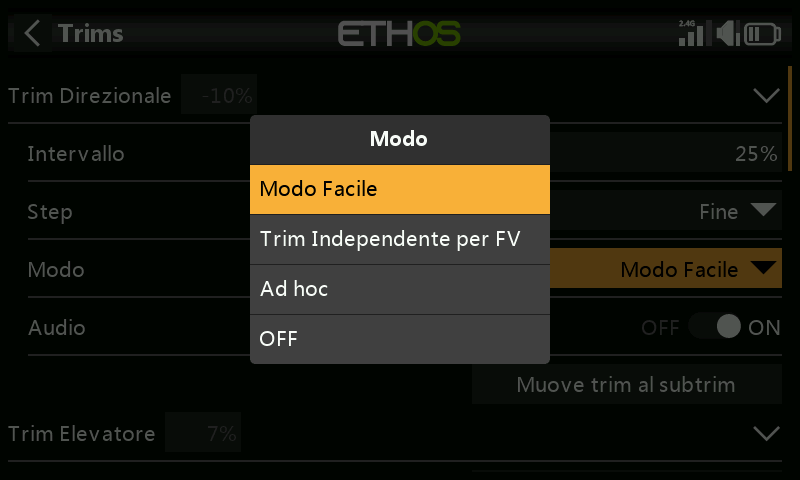 Trims
ETHOS
2.4G
Trim Direzionale -10%
Intervallo 25%
Step Fine
Modo Modo Facile
Audio OFF ON
Muove trim al subtrim
Trim Elevatore 7%
Modo
Modo Facile
Trim Independente per FV
Ad hoc
OFF